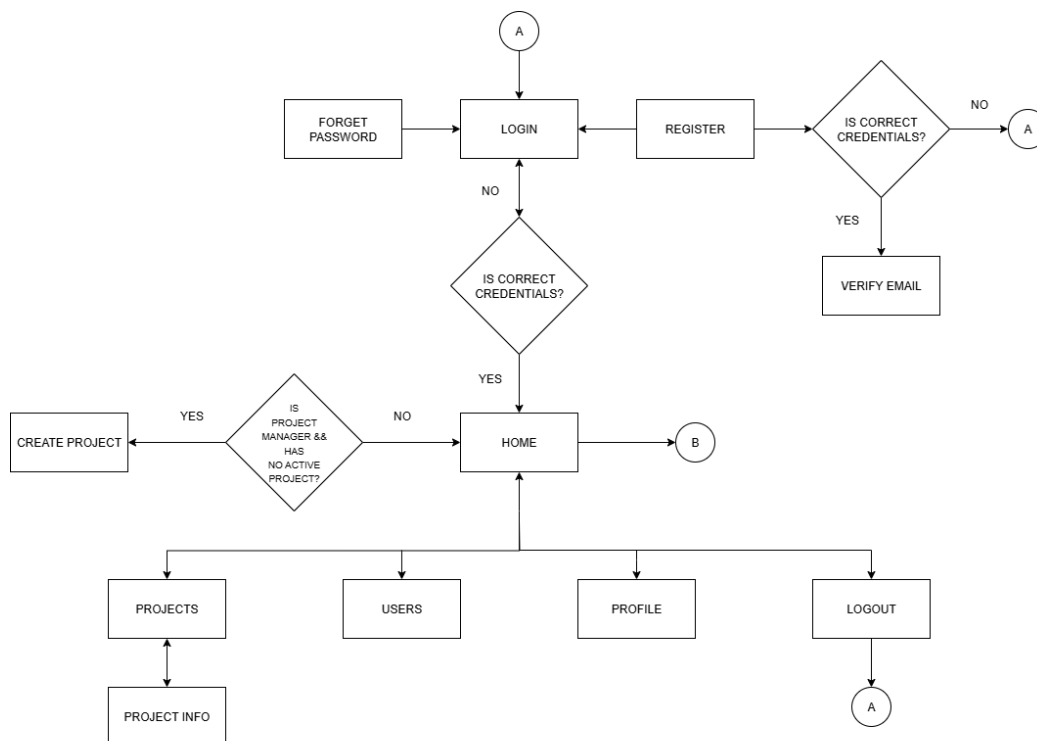 A
FORGET
PASSWORD
LOGIN
REGISTER
IS CORRECT
CREDENTIALS?
NO
A
NO
YES
VERIFY EMAIL
IS CORRECT
CREDENTIALS?
YES
CREATE PROJECT
YES
IS
PROJECT
MANAGER &&
HAS
NO ACTIVE
PROJECT?
NO
HOME
B
PROJECTS
USERS
PROFILE
LOGOUT
PROJECT INFO
A